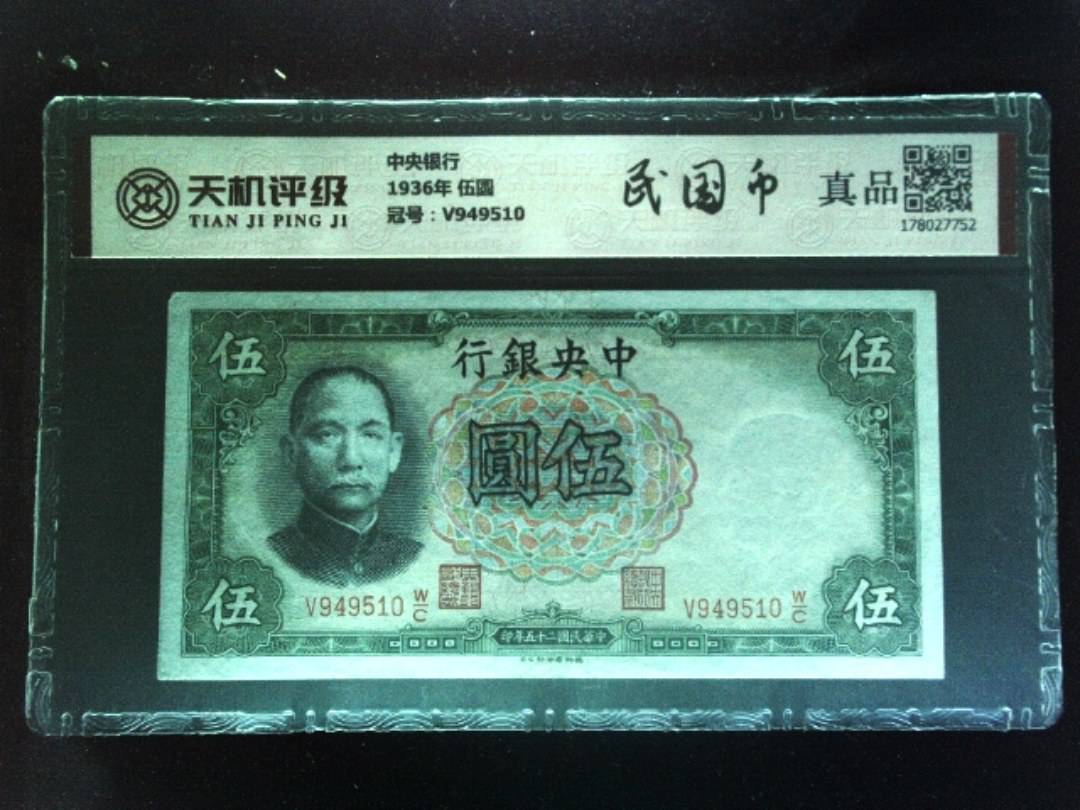 天机评级
TIAN JI PING JI
中央银行
1936年 伍圆
冠号：V949510
民国币
真品
178027752
伍
行銀央中
伍
圓伍
伍
V949510 W/C
V949510 W/C
伍
印年五十二國民華中